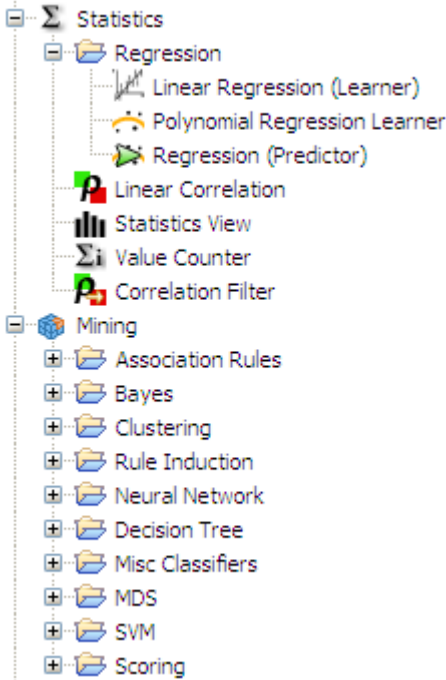 Σ Statistics
Regression
Linear Regression (Learner)
Polynomial Regression Learner
Regression (Predictor)
ρ Linear Correlation
Statistics View
Σi Value Counter
ρ Correlation Filter
Mining
Association Rules
Bayes
Clustering
Rule Induction
Neural Network
Decision Tree
Misc Classifiers
MDS
SVM
Scoring